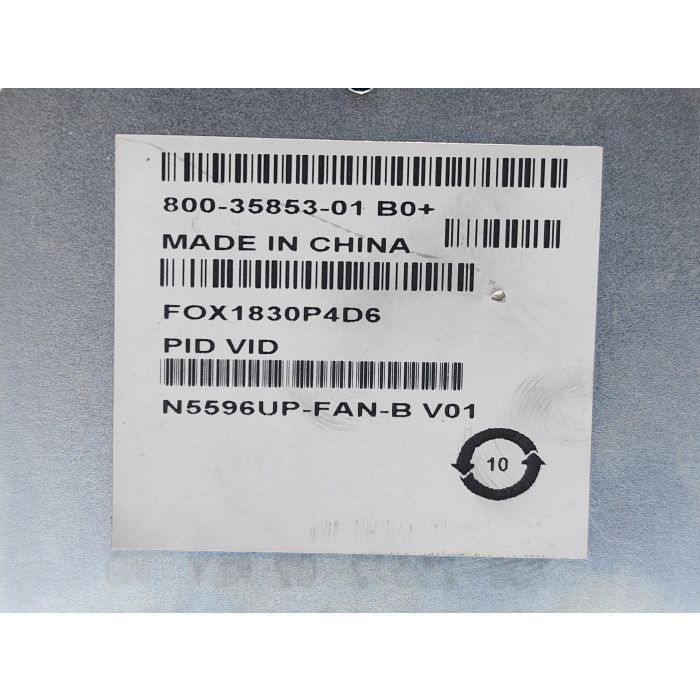 800-35853-01 B0+
MADE IN CHINA
FOX1830P4D6
PID VID
N5596UP-FAN-B V01
10